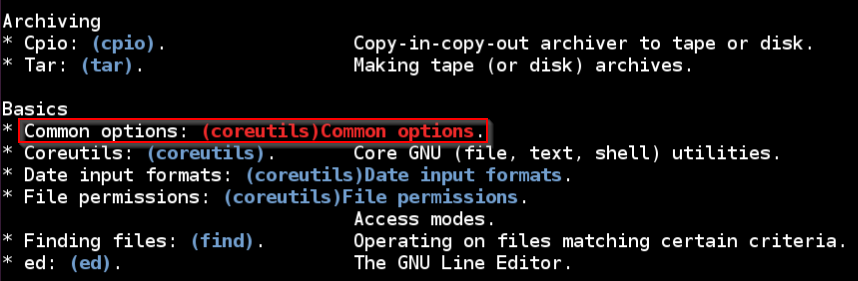 Archiving
* Cpio: (cpio). Copy-in-copy-out archiver to tape or disk.
* Tar: (tar). Making tape (or disk) archives.
Basics
* Common options: (coreutils)Common options.
* Coreutils: (coreutils). Core GNU (file, text, shell) utilities.
* Date input formats: (coreutils)Date input formats.
* File permissions: (coreutils)File permissions.
Access modes.
* Finding files: (find). Operating on files matching certain criteria.
* ed: (ed). The GNU Line Editor.